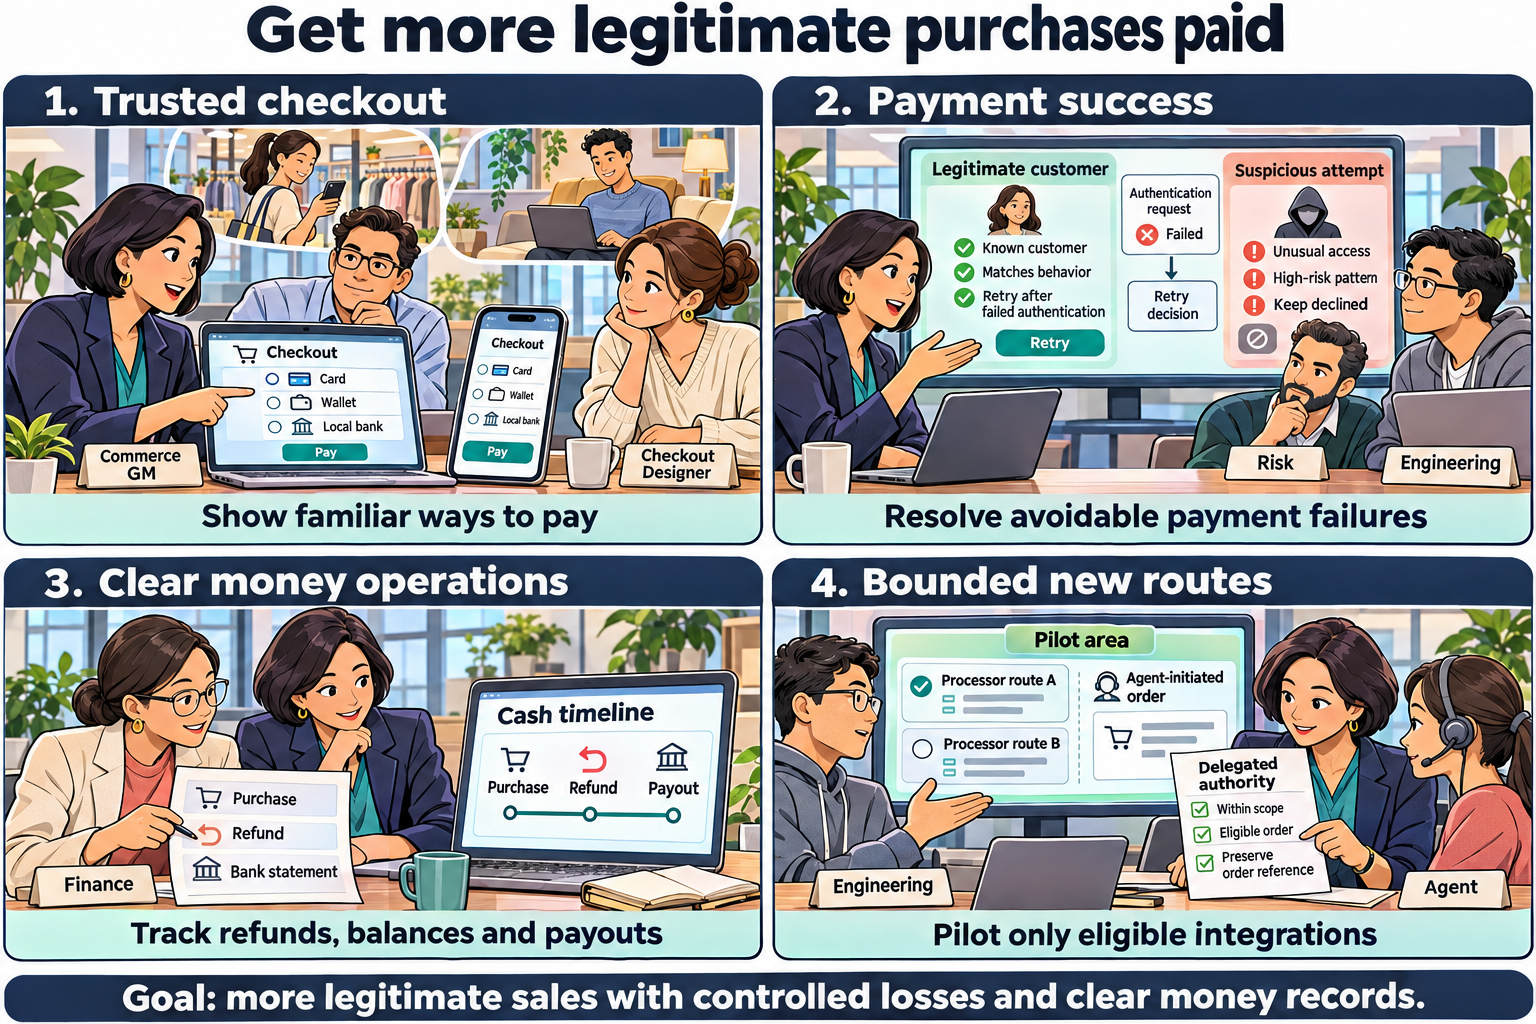 Get more legitimate purchases paid
1. Trusted checkout
Checkout
Card
Wallet
Local bank
Pay
Checkout
Card
Wallet
Local bank
Pay
Commerce
GM
Checkout
Designer
Show familiar ways to pay
2. Payment success
Legitimate customer
Known customer
Matches behavior
Retry after
failed authentication
Retry
Authentication
request
Failed
Retry
decision
Suspicious attempt
Unusual access
High-risk pattern
Keep declined
Risk
Engineering
Resolve avoidable payment failures
3. Clear money operations
Purchase
Refund
Bank statement
Finance
Cash timeline
Purchase
Refund
Payout
Track refunds, balances and payouts
4. Bounded new routes
Pilot area
Processor route A
Processor route B
Agent-initiated
order
Delegated
authority
Within scope
Eligible order
Preserve
order reference
Engineering
Agent
Pilot only eligible integrations
Goal: more legitimate sales with controlled losses and clear money records.